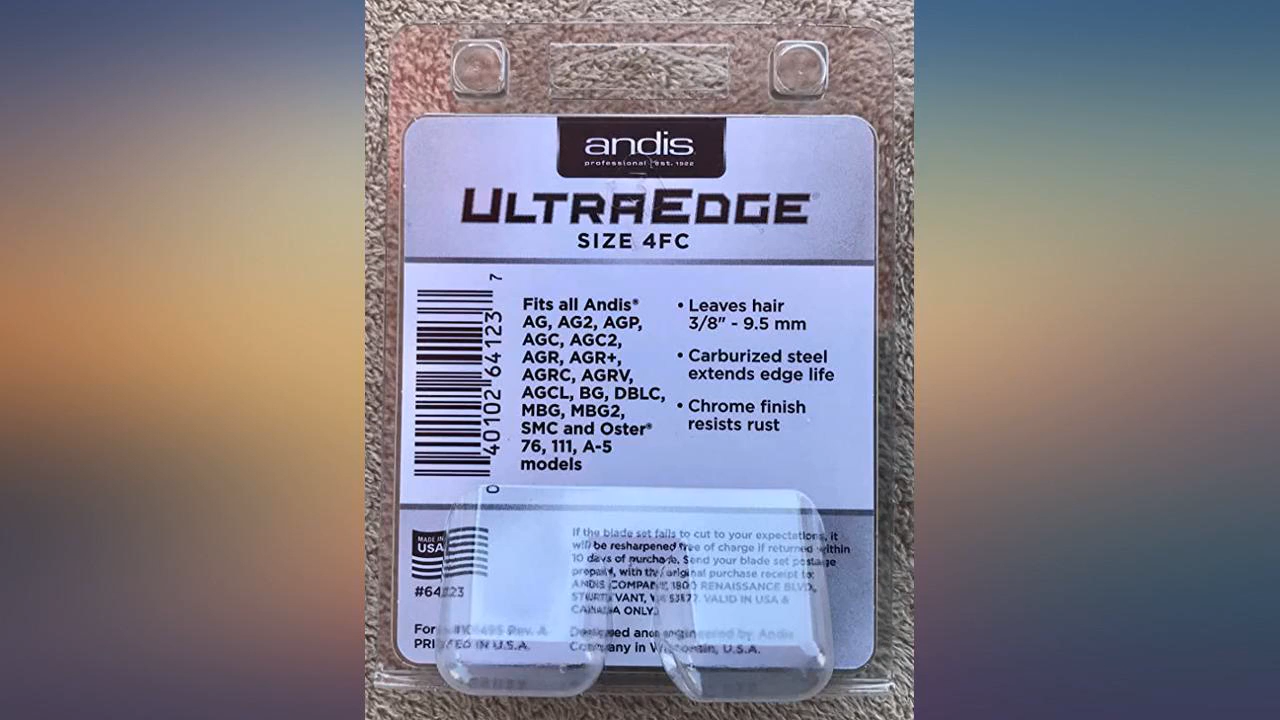 andis
professional est. 1922
ULTRAEDGE®
SIZE 4FC
0 40102 64123 7
Fits all Andis®
AG, AG2, AGP,
AGC, AGC2,
AGR, AGR+,
AGRC, AGRV,
AGCL, BG, DBLC,
MBG, MBG2,
SMC and Oster®
76, 111, A-5
models
• Leaves hair
3/8" - 9.5 mm
• Carburized steel
extends edge life
• Chrome finish
resists rust
MADE IN
USA
#64123
For
Rev. A
PRINTED IN U.S.A.
If the blade set fails to cut to your expectations, it
will be resharpened free of charge if returned within
10 days of purchase. Send your blade set postage
prepaid, with the original purchase receipt to:
ANDIS COMPANY, 1800 RENAISSANCE BLVD.,
STURTEVANT, WI 53177. VALID IN USA &
CANADA ONLY.
Designed and engineered by Andis
Company in Wisconsin, U.S.A.